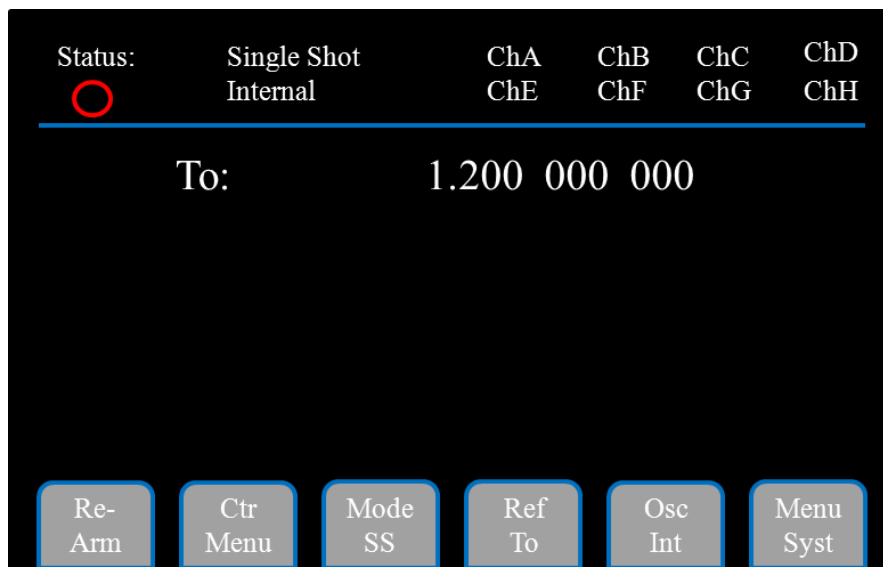 Status: Single Shot ChA ChB ChC ChD
Internal ChE ChF ChG ChH
To: 1.200 000 000
Re- Ctr Mode Ref Osc Menu
Arm Menu SS To Int Syst